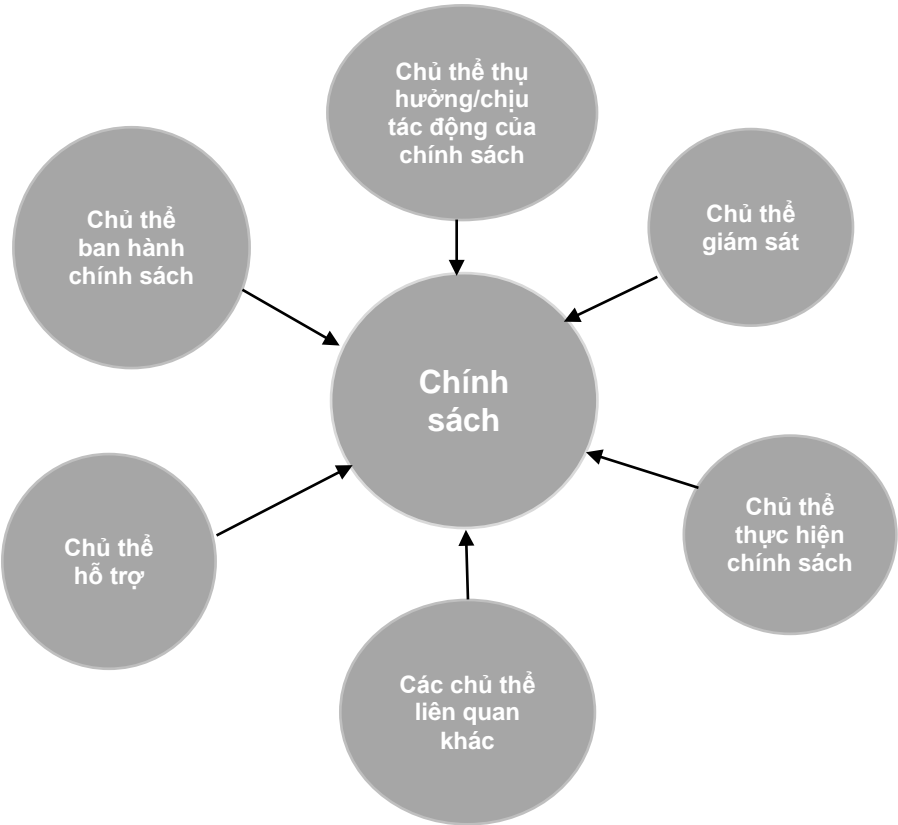 Chủ thể thụ
hưởng/chịu
tác động của
chính sách
Chủ thể
ban hành
chính sách
Chủ thể
giám sát
Chính
sách
Chủ thể
hỗ trợ
Chủ thể
thực hiện
chính sách
Các chủ thể
liên quan
khác